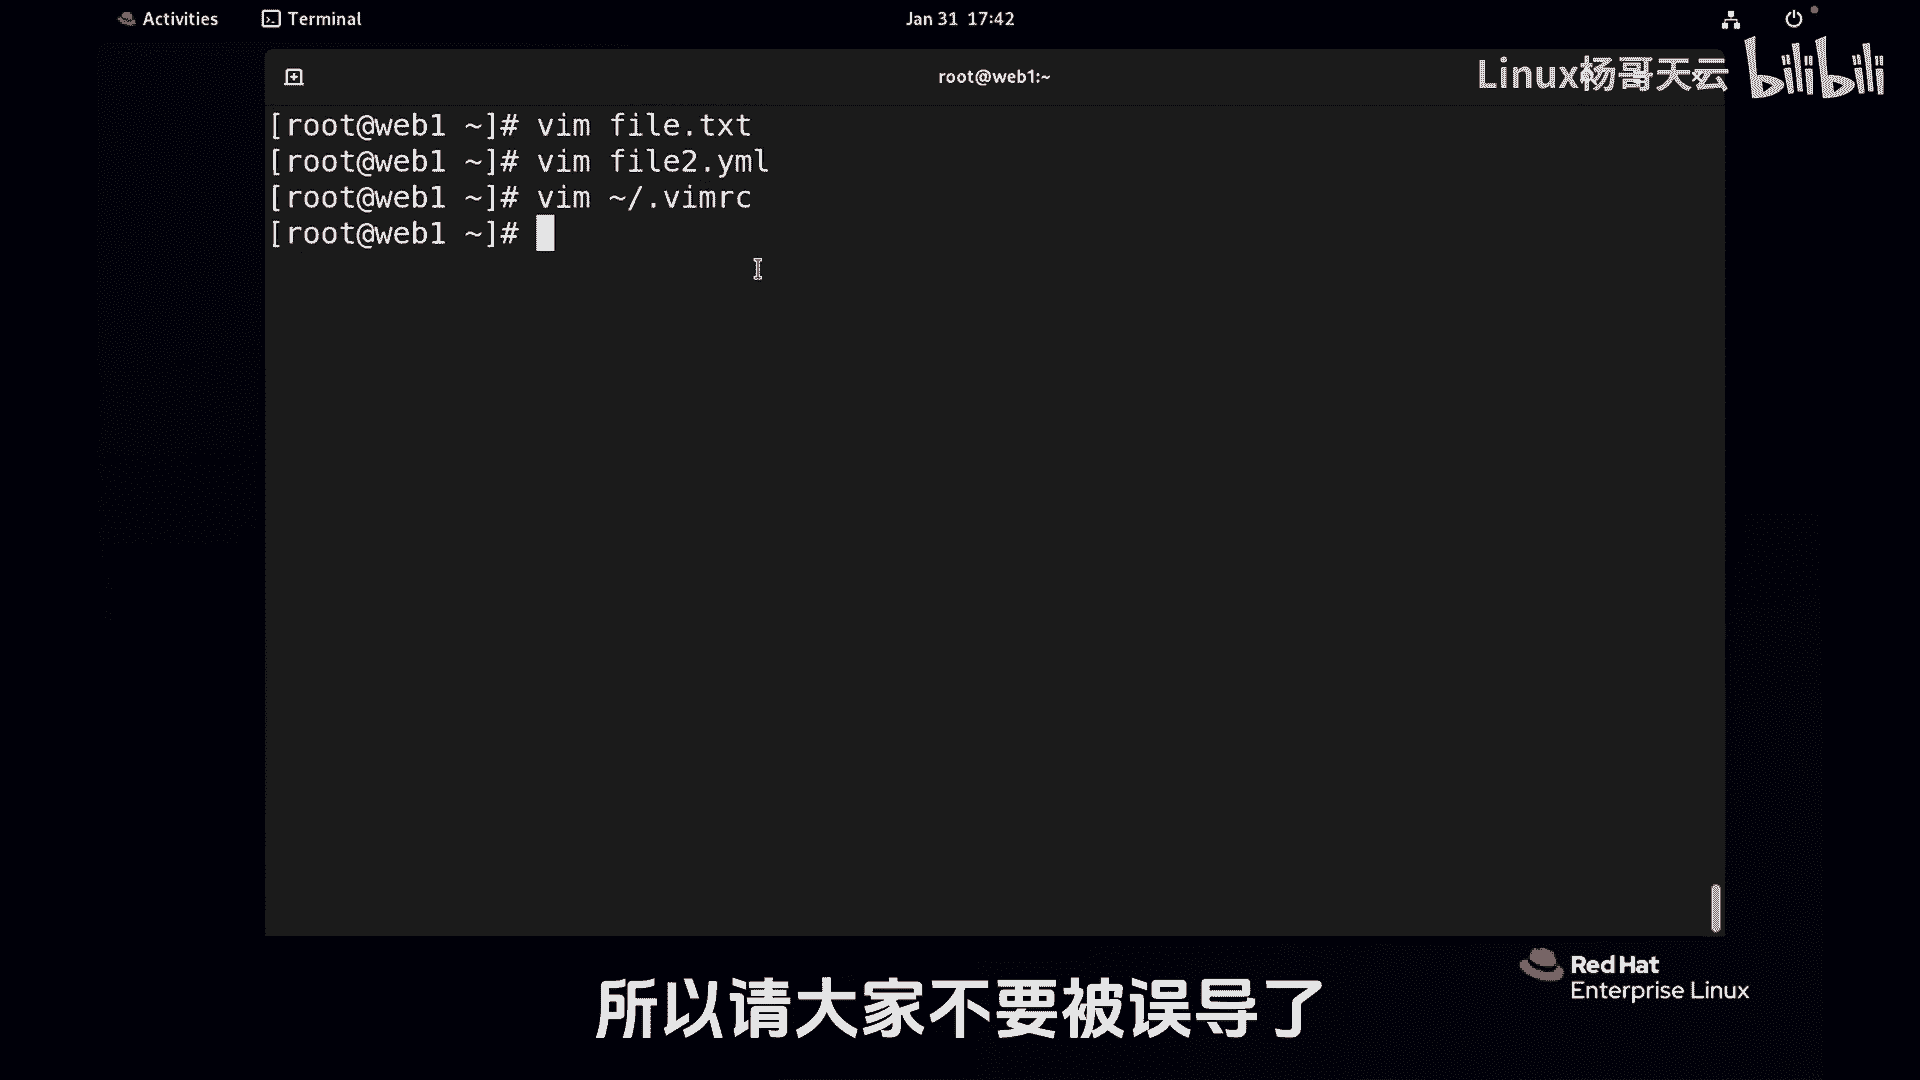 Activities
Terminal
Jan 31 17:42
root@web1:~
Linux杨哥天云 bilibili
[root@web1 ~]# vim file.txt
[root@web1 ~]# vim file2.yml
[root@web1 ~]# vim ~/.vimrc
[root@web1 ~]#
Red Hat
Enterprise Linux
所以请大家不要被误导了